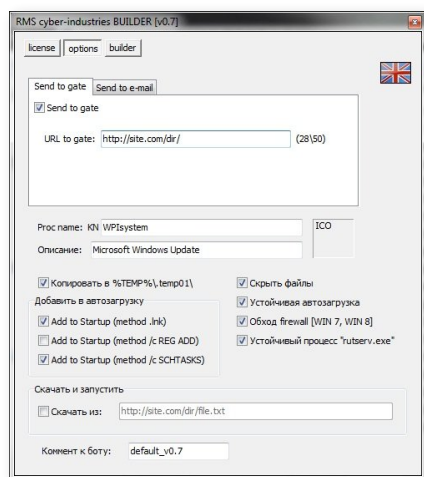 RMS cyber-industries BUILDER [v0.7]
license options builder
Send to gate Send to e-mail
Send to gate
URL to gate: http://site.com/dir/ (28\50)
Proc name: KN WPIsystem ICO
Описание: Microsoft Windows Update
Копировать в %TEMP%\.temp01\ Скрыть файлы
Добавить в автозагрузку Устойчивая автозагрузка
Add to Startup (method .lnk) Обход firewall [WIN 7, WIN 8]
Add to Startup (method /c REG ADD) Устойчивый процесс "rutserv.exe"
Add to Startup (method /c SCHTASKS)
Скачать и запустить
Скачать из: http://site.com/dir/file.txt
Коммент к боту: default_v0.7